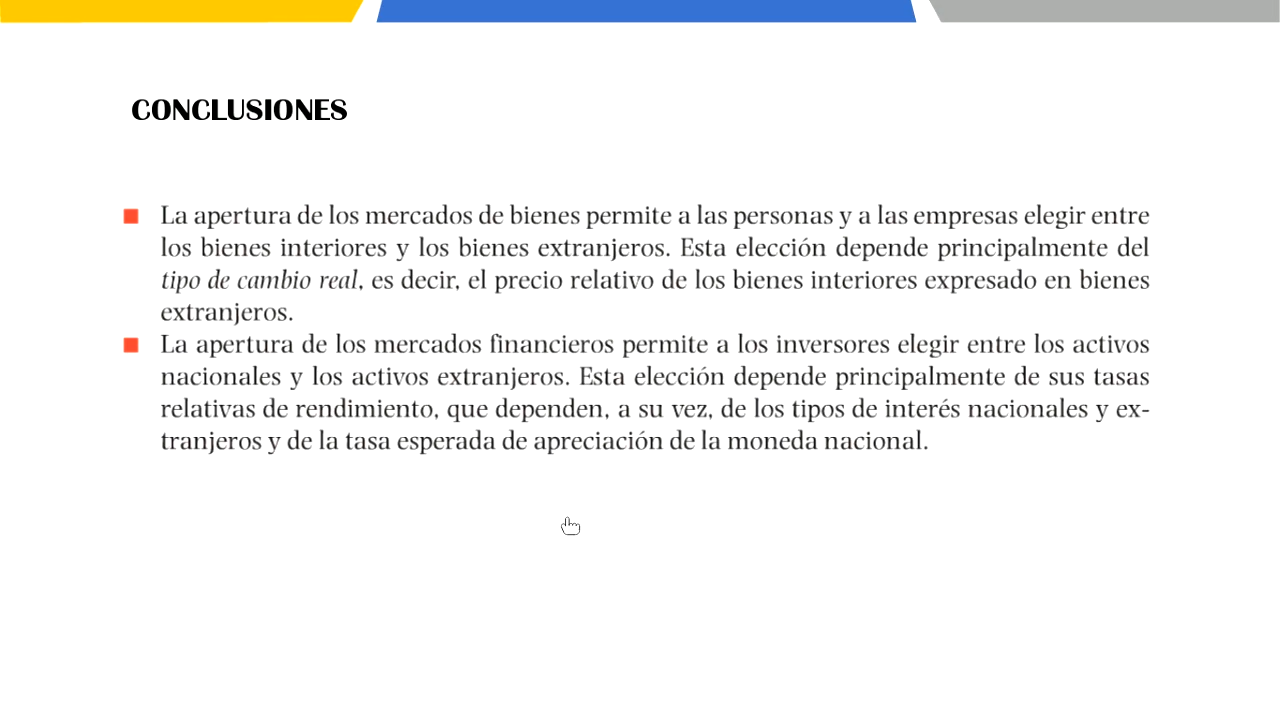 CONCLUSIONES
La apertura de los mercados de bienes permite a las personas y a las empresas elegir entre
los bienes interiores y los bienes extranjeros. Esta elección depende principalmente del
tipo de cambio real, es decir, el precio relativo de los bienes interiores expresado en bienes
extranjeros.
La apertura de los mercados financieros permite a los inversores elegir entre los activos
nacionales y los activos extranjeros. Esta elección depende principalmente de sus tasas
relativas de rendimiento, que dependen, a su vez, de los tipos de interés nacionales y ex-
tranjeros y de la tasa esperada de apreciación de la moneda nacional.